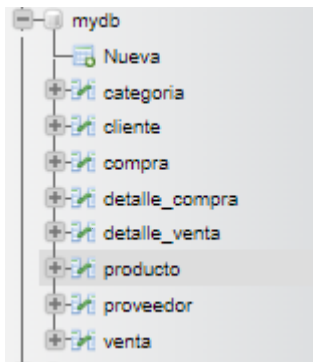 mydb
Nueva
categoria
cliente
compra
detalle_compra
detalle_venta
producto
proveedor
venta